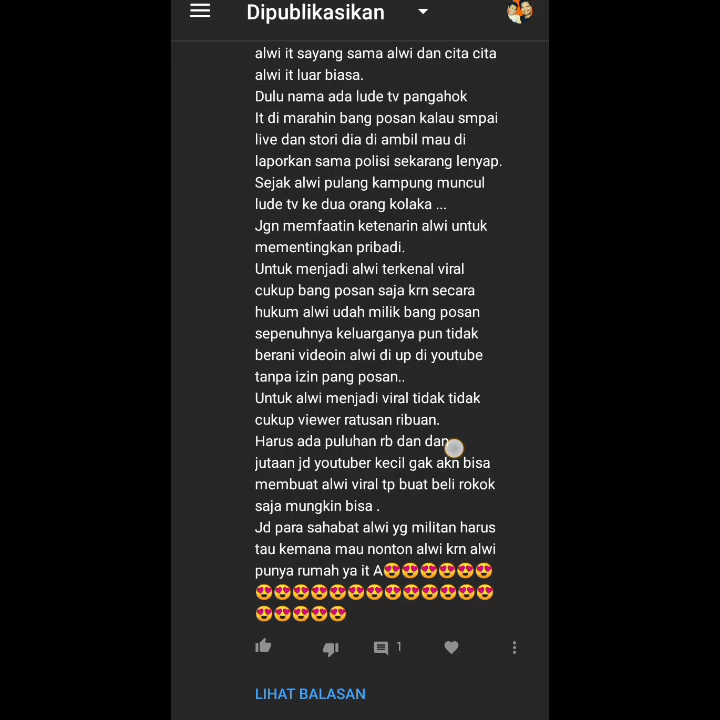 Dipublikasikan
alwi it sayang sama alwi dan cita cita
alwi it luar biasa.
Dulu nama ada lude tv pangahok
It di marahin bang posan kalau smpai
live dan stori dia di ambil mau di
laporkan sama polisi sekarang lenyap.
Sejak alwi pulang kampung muncul
lude tv ke dua orang kolaka ...
Jgn memfaatin ketenarin alwi untuk
mementingkan pribadi.
Untuk menjadi alwi terkenal viral
cukup bang posan saja krn secara
hukum alwi udah milik bang posan
sepenuhnya keluarganya pun tidak
berani videoin alwi di up di youtube
tanpa izin pang posan..
Untuk alwi menjadi viral tidak tidak
cukup viewer ratusan ribuan.
Harus ada puluhan rb dan dan
jutaan jd youtuber kecil gak akn bisa
membuat alwi viral tp buat beli rokok
saja mungkin bisa .
Jd para sahabat alwi yg militan harus
tau kemana mau nonton alwi krn alwi
punya rumah ya it A😍😍😍😍😍😍
😍😍😍😍😍😍😍😍😍😍😍😍😍
😍😍😍😍😍
1
LIHAT BALASAN